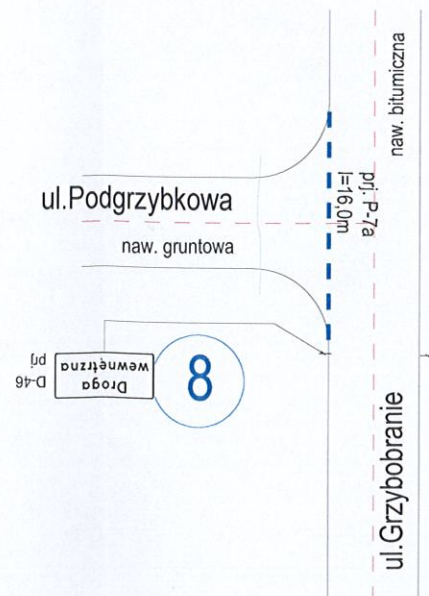 naw. bitumiczna
prj. P-7a
l=16,0m
ul.Podgrzybkowa
naw. gruntowa
Droga
wewnętrzna
D-46
prj
8
ul.Grzybobranie